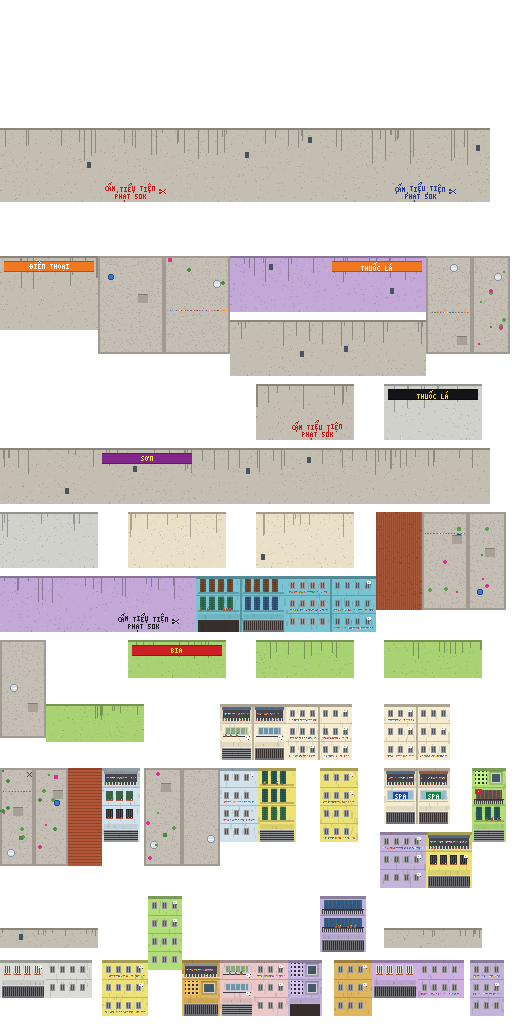 CẤM TIỂU TIỆN
PHẠT 50K
CẤM TIỂU TIỆN
PHẠT 50K
ĐIỆN THOẠI
THUỐC LÁ
CẤM TIỂU TIỆN
PHẠT 50K
THUỐC LÁ
SƠN
CẤM TIỂU TIỆN
PHẠT 50K
BIA
SPA
SPA